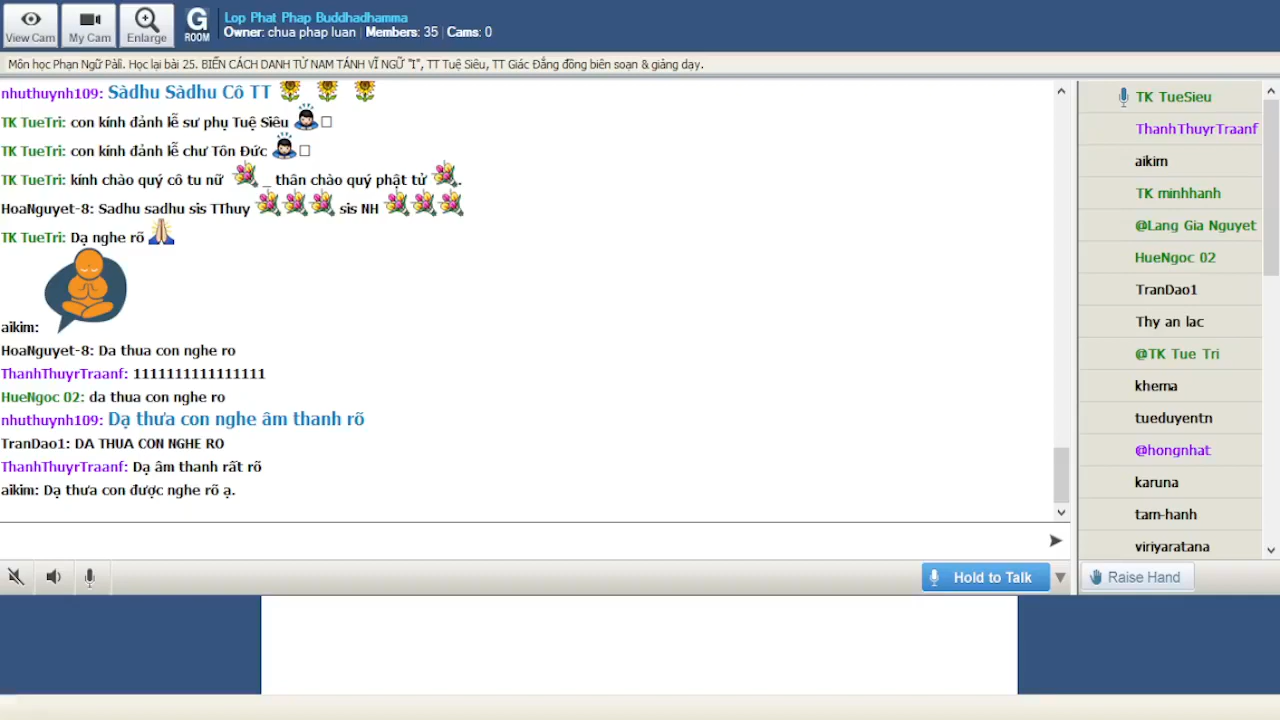 View Cam
My Cam
Enlarge
G ROOM
Lop Phat Phap Buddhadhamma
Owner: chua phap luan | Members: 35 | Cams: 0
Môn học Phạn Ngữ Pàli. Học lại bài 25. BIẾN CÁCH DANH TỪ NAM TÁNH VĨ NGỮ "I", TT Tuệ Siêu, TT Giác Đẳng đồng biên soạn & giảng dạy.
nhuthuynh109: Sàdhu Sàdhu Cô TT
TK TueTri: con kính đảnh lễ sư phụ Tuệ Siêu
TK TueTri: con kính đảnh lễ chư Tôn Đức
TK TueTri: kính chào quý cô tu nữ _ thân chào quý phật tử .
HoaNguyet-8: Sadhu sadhu sis TThuy sis NH
TK TueTri: Dạ nghe rõ
aikim:
HoaNguyet-8: Da thua con nghe ro
ThanhThuyrTraanf: 1111111111111111
HueNgoc 02: da thua con nghe ro
nhuthuynh109: Dạ thưa con nghe âm thanh rõ
TranDao1: DA THUA CON NGHE RO
ThanhThuyrTraanf: Dạ âm thanh rất rõ
aikim: Dạ thưa con được nghe rõ ạ.
Hold to Talk
TK TueSieu
ThanhThuyrTraanf
aikim
TK minhhanh
@Lang Gia Nguyet
HueNgoc 02
TranDao1
Thy an lac
@TK Tue Tri
khema
tueduyentn
@hongnhat
karuna
tam-hanh
viriyaratana
Raise Hand